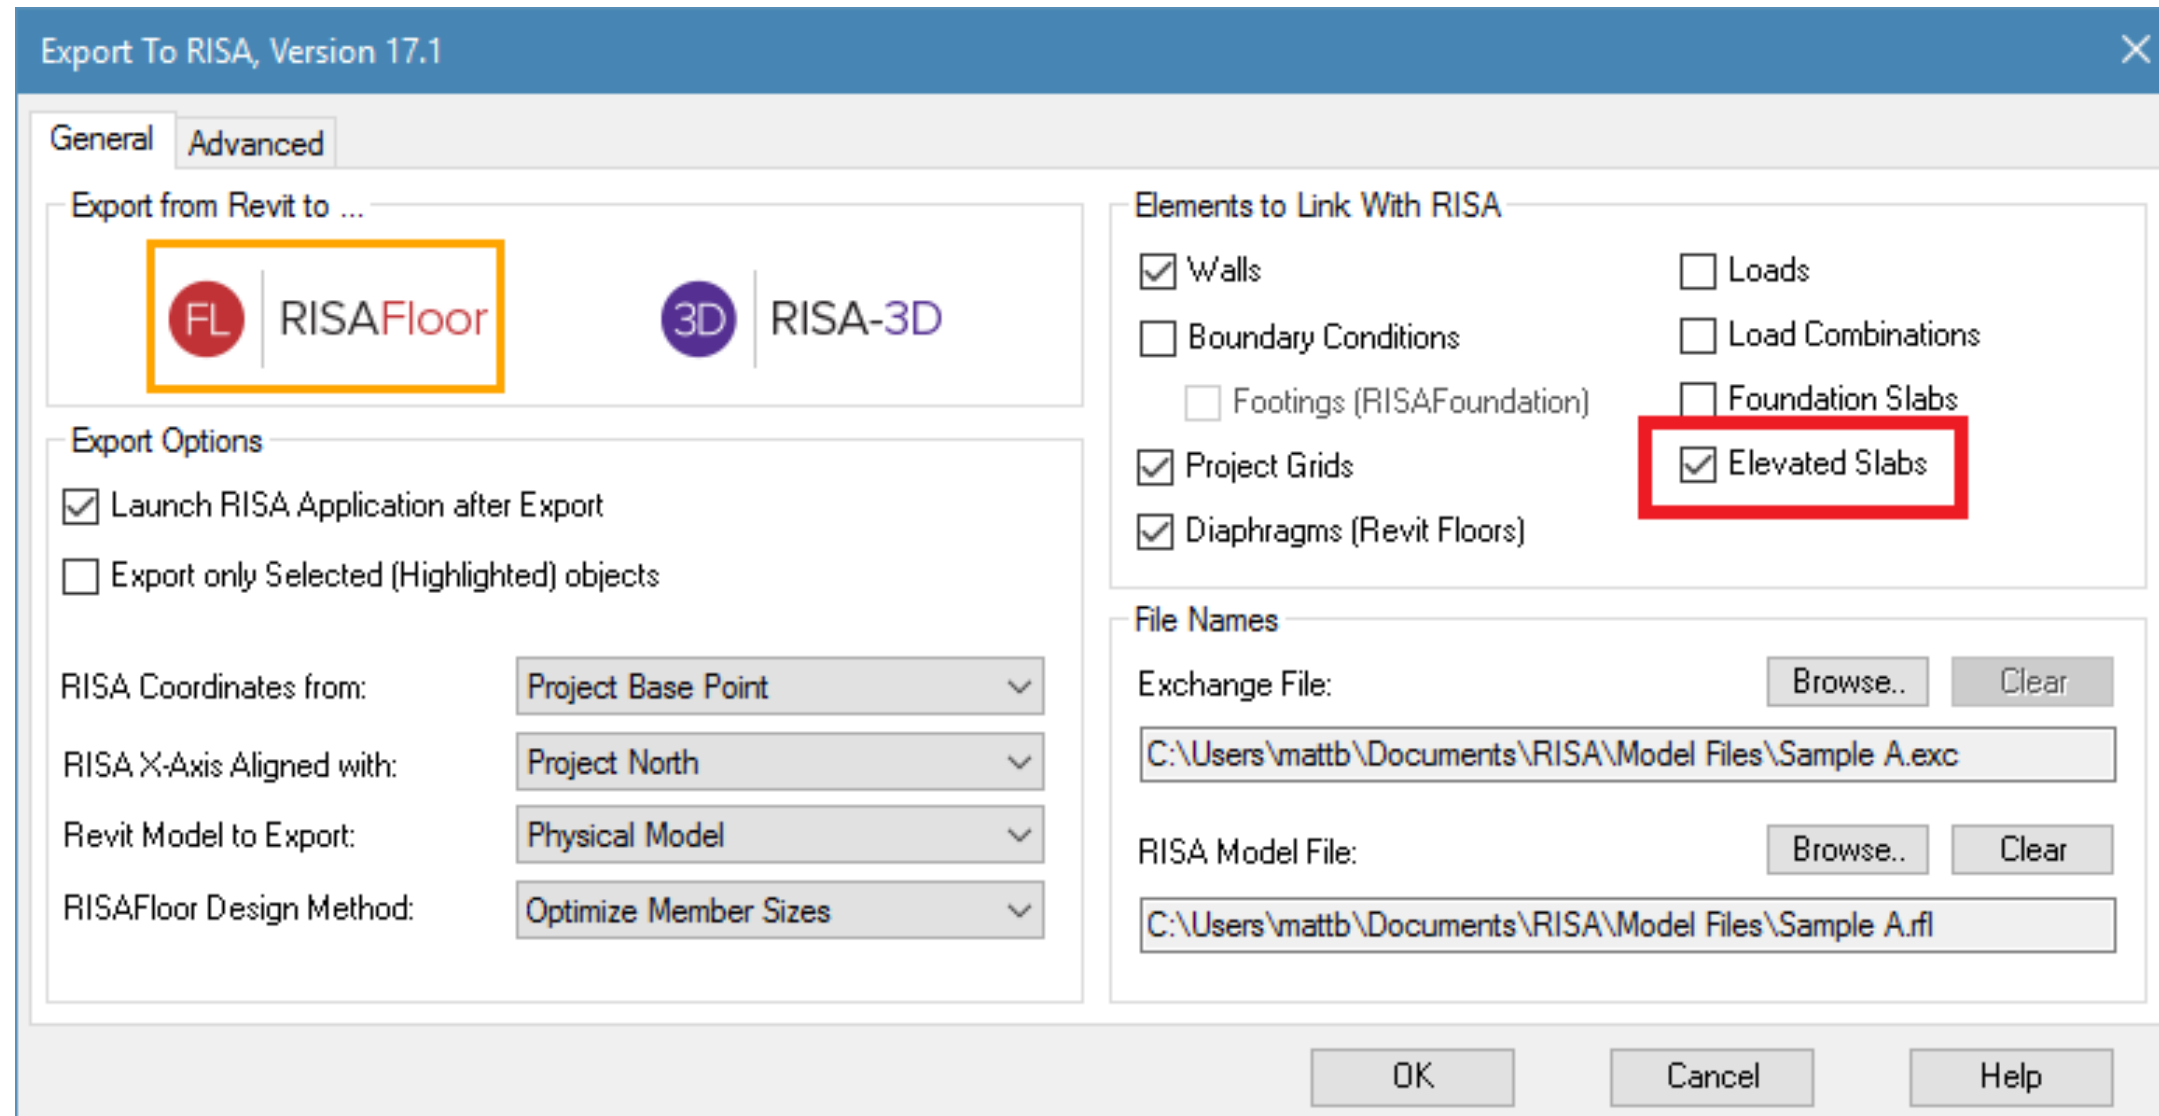 Export To RISA, Version 17.1
General
Advanced
Export from Revit to ...
FL RISAFloor
3D RISA-3D
Export Options
Launch RISA Application after Export
Export only Selected (Highlighted) objects
RISA Coordinates from: Project Base Point
RISA X-Axis Aligned with: Project North
Revit Model to Export: Physical Model
RISAFloor Design Method: Optimize Member Sizes
Elements to Link With RISA
Walls
Loads
Boundary Conditions
Load Combinations
Footings (RISAFoundation)
Foundation Slabs
Project Grids
Elevated Slabs
Diaphragms (Revit Floors)
File Names
Exchange File: Browse.. Clear
C:\Users\mattb\Documents\RISA\Model Files\Sample A.exc
RISA Model File: Browse.. Clear
C:\Users\mattb\Documents\RISA\Model Files\Sample A.rfl
OK
Cancel
Help